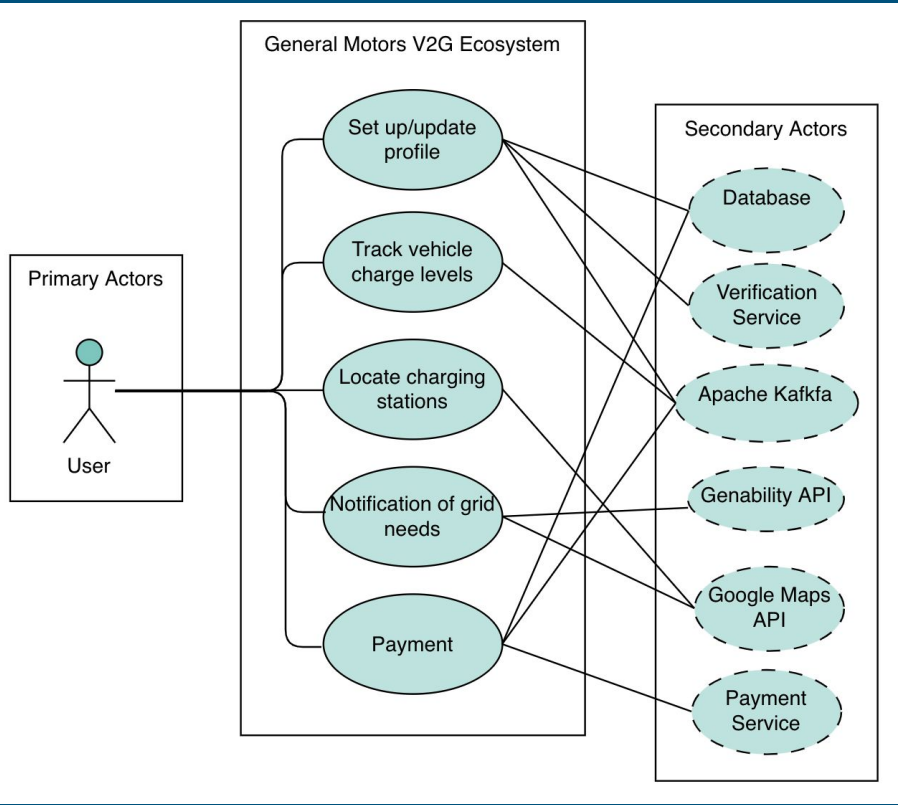 General Motors V2G Ecosystem
Set up/update
profile
Track vehicle
charge levels
Locate charging
stations
Notification of grid
needs
Payment
Primary Actors
User
Secondary Actors
Database
Verification
Service
Apache Kafkfa
Genability API
Google Maps
API
Payment
Service